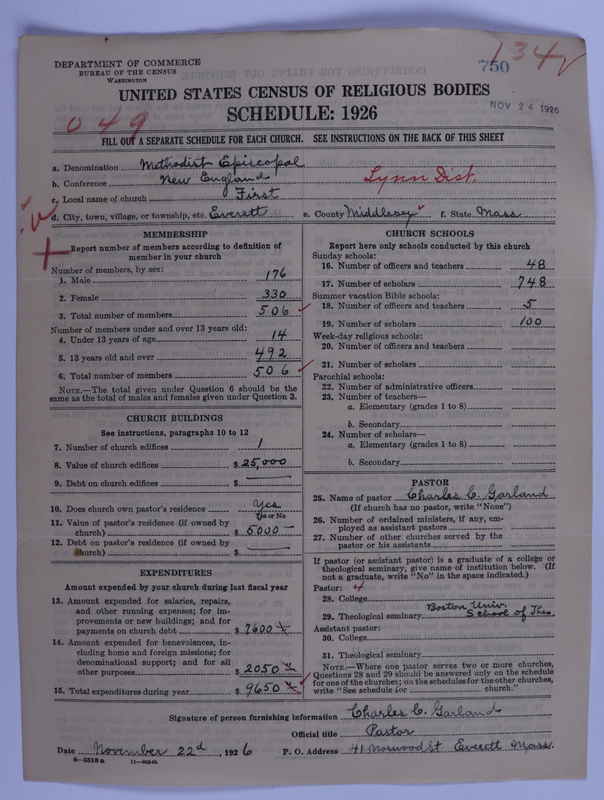 DEPARTMENT OF COMMERCE
BUREAU OF THE CENSUS
WASHINGTON
750
134
UNITED STATES CENSUS OF RELIGIOUS BODIES
NOV 24 1926
SCHEDULE: 1926
049
FILL OUT A SEPARATE SCHEDULE FOR EACH CHURCH. SEE INSTRUCTIONS ON THE BACK OF THIS SHEET
a. Denomination Methodist Episcopal
b. Conference New England Lynn Dist.
c. Local name of church First
d. City, town, village, or township, etc. Everett e. County Middlesex f. State Mass
MEMBERSHIP
Report number of members according to definition of
member in your church
Number of members, by sex:
1. Male 176
2. Female 330
3. Total number of members 506
Number of members under and over 13 years old:
4. Under 13 years of age 14
5. 13 years old and over 492
6. Total number of members 506
NOTE.—The total given under Question 6 should be the
same as the total of males and females given under Question 3.
CHURCH BUILDINGS
See instructions, paragraphs 10 to 12
7. Number of church edifices 1
8. Value of church edifices $ 25,000
9. Debt on church edifices $
10. Does church own pastor's residence Yes
Yes or No
11. Value of pastor's residence (if owned by
church) $ 5000
12. Debt on pastor's residence (if owned by
church) $
EXPENDITURES
Amount expended by your church during last fiscal year
13. Amount expended for salaries, repairs,
and other running expenses; for im-
provements or new buildings; and for
payments on church debt $ 7600
14. Amount expended for benevolences, in-
cluding home and foreign missions; for
denominational support; and for all
other purposes $ 2050
15. Total expenditures during year $ 9650
CHURCH SCHOOLS
Report here only schools conducted by this church
Sunday schools:
16. Number of officers and teachers 48
17. Number of scholars 748
Summer vacation Bible schools:
18. Number of officers and teachers 5
19. Number of scholars 100
Week-day religious schools:
20. Number of officers and teachers
21. Number of scholars
Parochial schools:
22. Number of administrative officers
23. Number of teachers—
a. Elementary (grades 1 to 8)
b. Secondary
24. Number of scholars—
a. Elementary (grades 1 to 8)
b. Secondary
PASTOR
25. Name of pastor Charles C. Garland
(If church has no pastor, write "None")
26. Number of ordained ministers, if any, em-
ployed as assistant pastors
27. Number of other churches served by the
pastor or his assistants
If pastor (or assistant pastor) is a graduate of a college or
theological seminary, give name of institution below. (If
not a graduate, write "No" in the space indicated.)
Pastor: 4
28. College
Boston Univ.
29. Theological seminary School of Theo.
Assistant pastor:
30. College
31. Theological seminary
NOTE.—Where one pastor serves two or more churches,
Questions 28 and 29 should be answered only on the schedule
for one of the churches; on the schedules for the other churches,
write "See schedule for church."
Signature of person furnishing information Charles C. Garland
Official title Pastor
Date November 22d, 1926 P. O. Address 41 Norwood St Everett Mass.